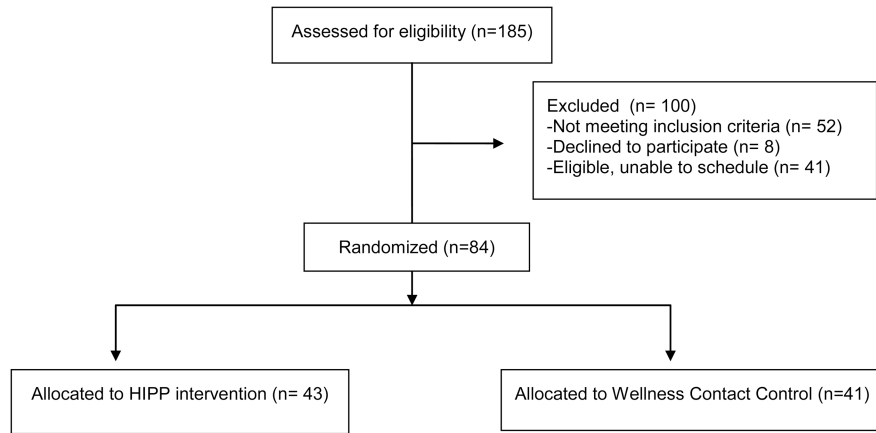 Assessed for eligibility (n=185)
Excluded  (n= 100)
-Not meeting inclusion criteria (n= 52)
-Declined to participate (n= 8)
-Eligible, unable to schedule (n= 41)
Randomized (n=84)
Allocated to HIPP intervention (n= 43)
Allocated to Wellness Contact Control (n=41)